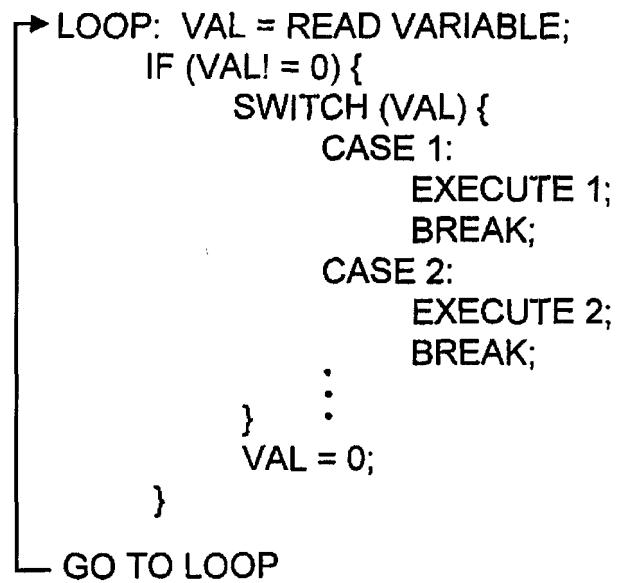 LOOP: VAL = READ VARIABLE;
IF (VAL! = 0) {
SWITCH (VAL) {
CASE 1:
EXECUTE 1;
BREAK;
CASE 2:
EXECUTE 2;
BREAK;
}
VAL = 0;
}
GO TO LOOP